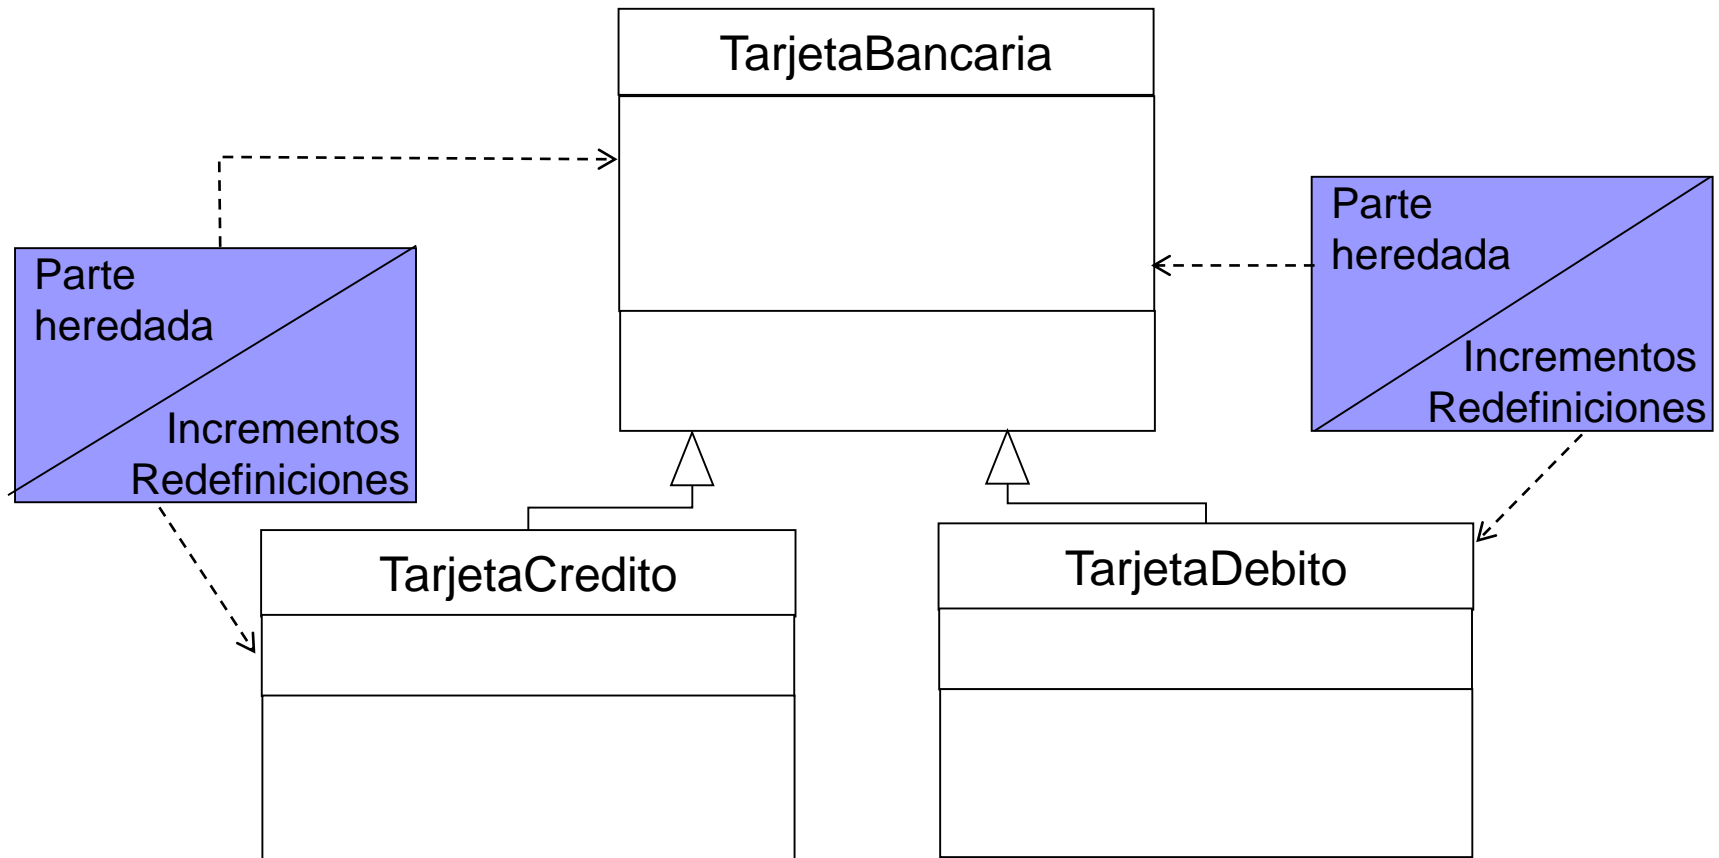 TarjetaBancaria
Parte
heredada
Incrementos
Redefiniciones
Parte
heredada
Incrementos
Redefiniciones
TarjetaCredito
TarjetaDebito